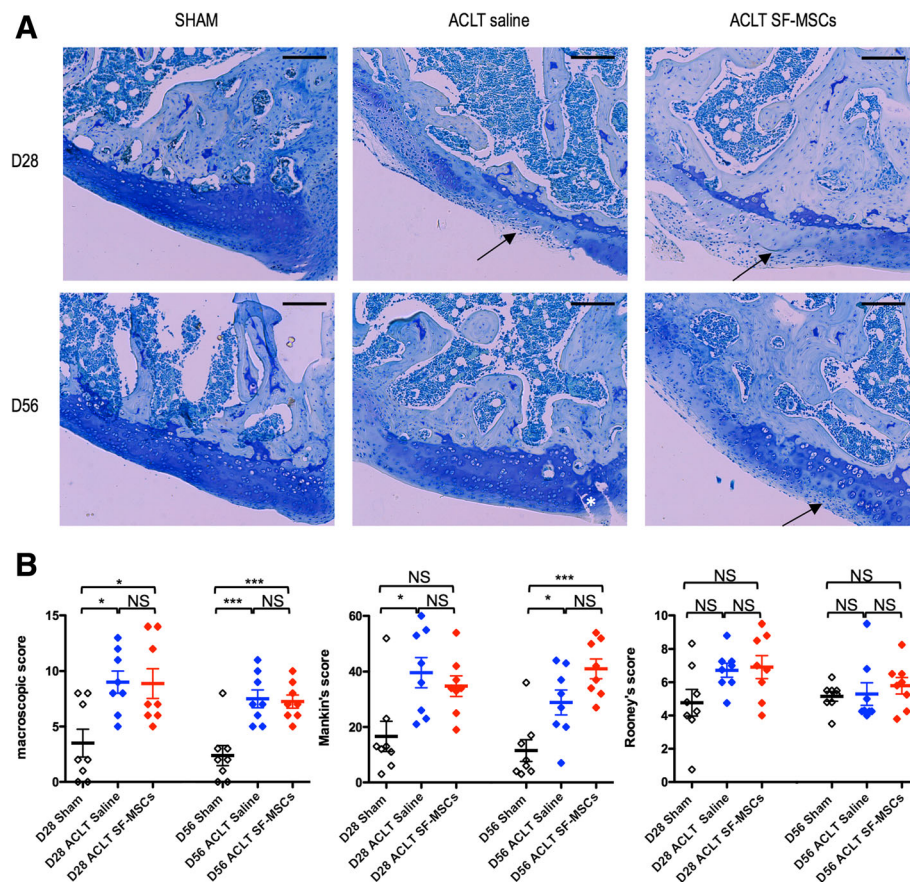 A
SHAM
ACLT saline
ACLT SF-MSCs
D28
D56
*
B
macroscopic score
15
10
5
0
*
*
NS
***
***
NS
D28 Sham
D28 ACLT Saline
D28 ACLT SF-MSCs
D56 Sham
D56 ACLT Saline
D56 ACLT SF-MSCs
Mankin's score
60
40
20
0
NS
*
NS
***
*
NS
D28 Sham
D28 ACLT Saline
D28 ACLT SF-MSCs
D56 Sham
D56 ACLT Saline
D56 ACLT SF-MSCs
Rooney's score
10
8
6
4
2
0
NS
NS
NS
NS
NS
NS
D28 Sham
D28 ACLT Saline
D28 ACLT SF-MSCs
D56 Sham
D56 ACLT Saline
D56 ACLT SF-MSCs